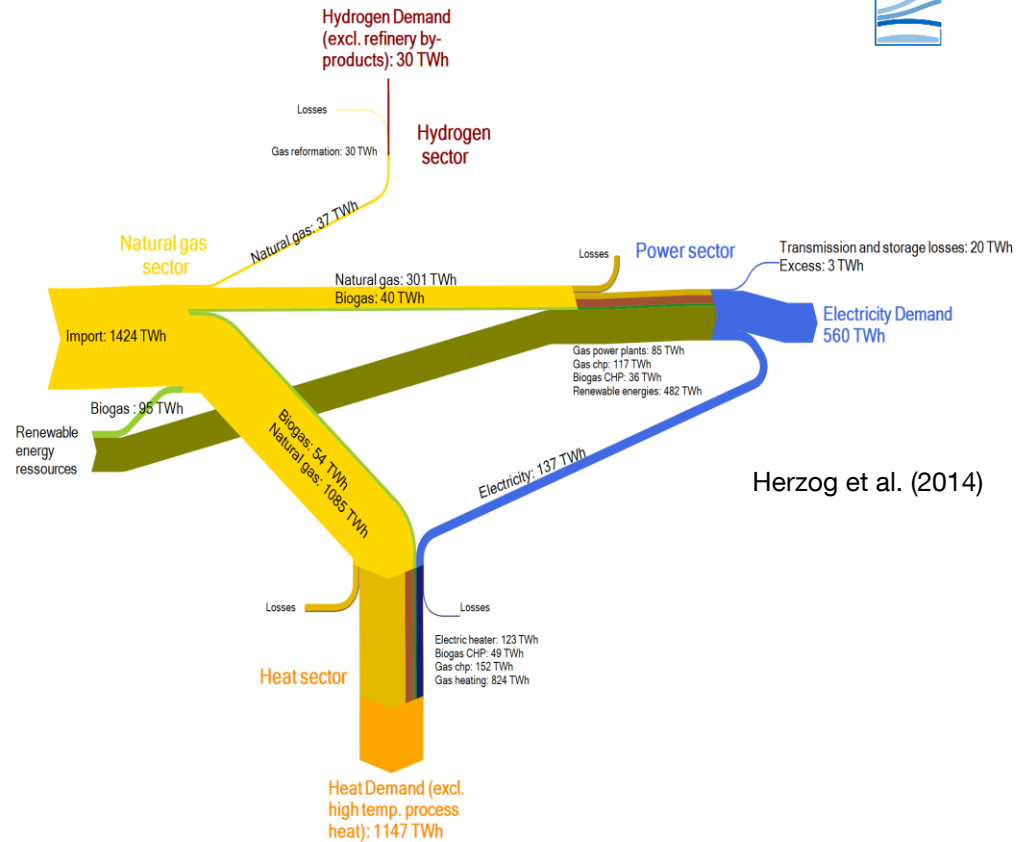 Hydrogen Demand
(excl. refinery by-
products): 30 TWh
Losses
Hydrogen
sector
Gas reformation: 30 TWh
Natural gas: 37 TWh
Natural gas
sector
Losses
Power sector
Transmission and storage losses: 20 TWh
Excess: 3 TWh
Natural gas: 301 TWh
Biogas: 40 TWh
Import: 1424 TWh
Electricity Demand
560 TWh
Gas power plants: 85 TWh
Gas chp: 117 TWh
Biogas CHP: 36 TWh
Renewable energies: 482 TWh
Biogas : 95 TWh
Renewable
energy
ressources
Biogas: 54 TWh
Natural gas: 1085 TWh
Electricity: 137 TWh
Herzog et al. (2014)
Losses
Losses
Electric heater: 123 TWh
Biogas CHP: 49 TWh
Gas chp: 152 TWh
Gas heating: 824 TWh
Heat sector
Heat Demand (excl.
high temp. process
heat): 1147 TWh